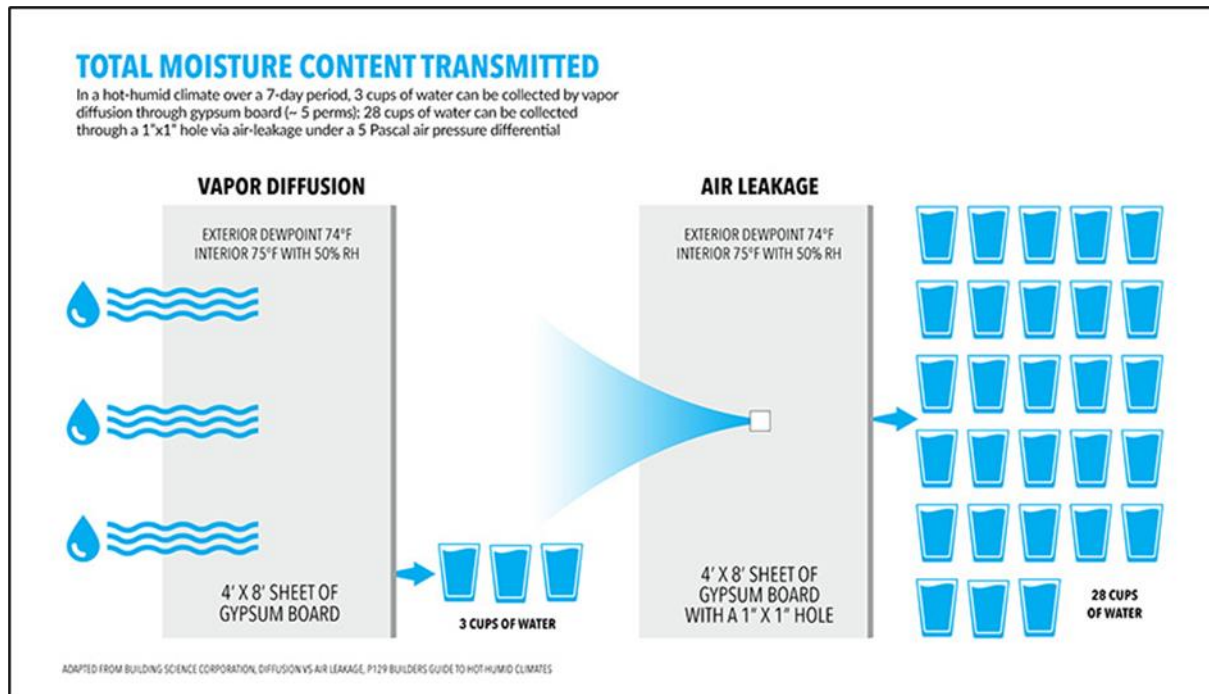 TOTAL MOISTURE CONTENT TRANSMITTED
In a hot-humid climate over a 7-day period, 3 cups of water can be collected by vapor
diffusion through gypsum board (~ 5 perms); 28 cups of water can be collected
through a 1"x1" hole via air-leakage under a 5 Pascal air pressure differential
VAPOR DIFFUSION
EXTERIOR DEWPOINT 74°F
INTERIOR 75°F WITH 50% RH
4' X 8' SHEET OF
GYPSUM BOARD
3 CUPS OF WATER
AIR LEAKAGE
EXTERIOR DEWPOINT 74°F
INTERIOR 75°F WITH 50% RH
4' X 8' SHEET OF
GYPSUM BOARD
WITH A 1" X 1" HOLE
28 CUPS
OF WATER
ADAPTED FROM BUILDING SCIENCE CORPORATION, DIFFUSION VS AIR LEAKAGE, P129 BUILDERS GUIDE TO HOT-HUMID CLIMATES